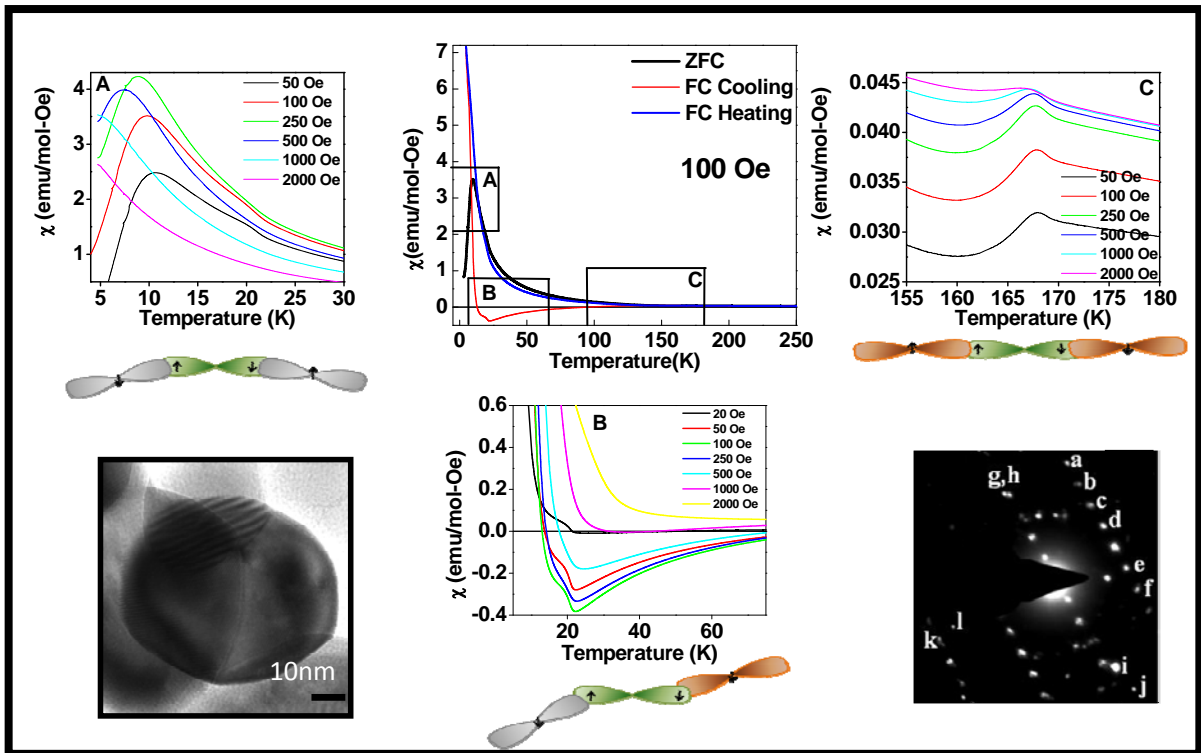 A
χ (emu/mol-Oe)
4
3
2
1
50 Oe
100 Oe
250 Oe
500 Oe
1000 Oe
2000 Oe
5 10 15 20 25 30
Temperature (K)
χ(emu/mol-Oe)
7
6
5
4
3
2
1
0
ZFC
FC Cooling
FC Heating
100 Oe
A
B
C
0 50 100 150 200 250
Temperature(K)
C
χ (emu/mol-Oe)
0.045
0.040
0.035
0.030
0.025
50 Oe
100 Oe
250 Oe
500 Oe
1000 Oe
2000 Oe
155 160 165 170 175 180
Temperature (K)
B
χ (emu/mol-Oe)
0.6
0.4
0.2
0.0
-0.2
-0.4
20 Oe
50 Oe
100 Oe
250 Oe
500 Oe
1000 Oe
2000 Oe
20 40 60
Temperature (K)
10nm
a
b
g,h
c
d
e
f
l
k
i
j